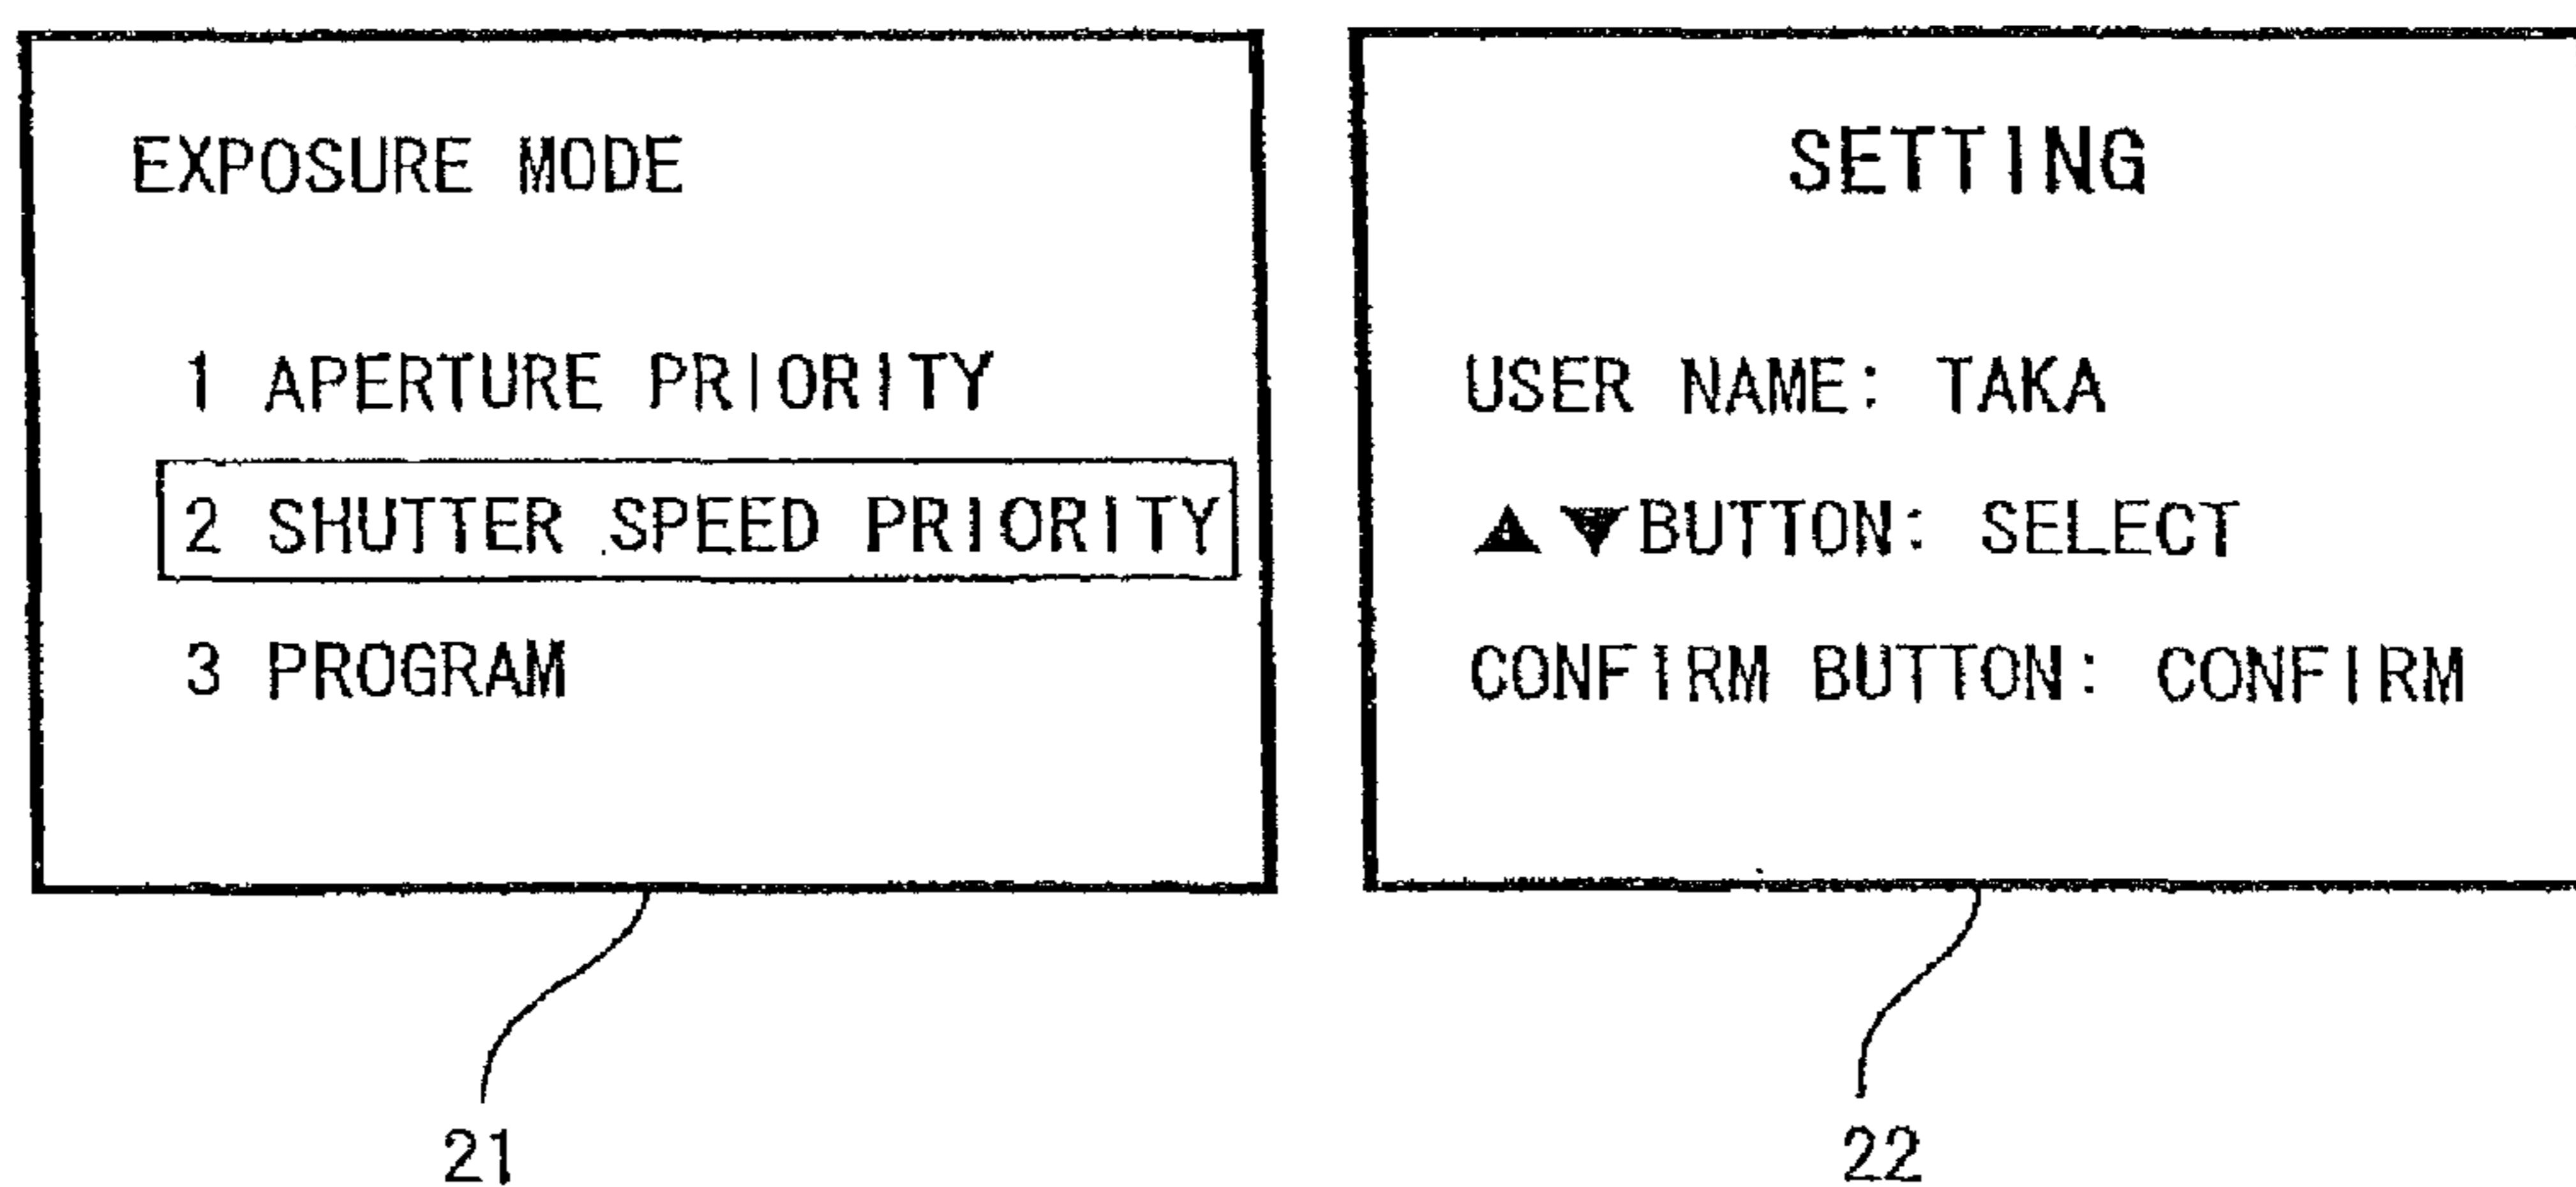 EXPOSURE MODE
1 APERTURE PRIORITY
2 SHUTTER SPEED PRIORITY
3 PROGRAM
21
SETTING
USER NAME: TAKA
▲▼BUTTON: SELECT
CONFIRM BUTTON: CONFIRM
22